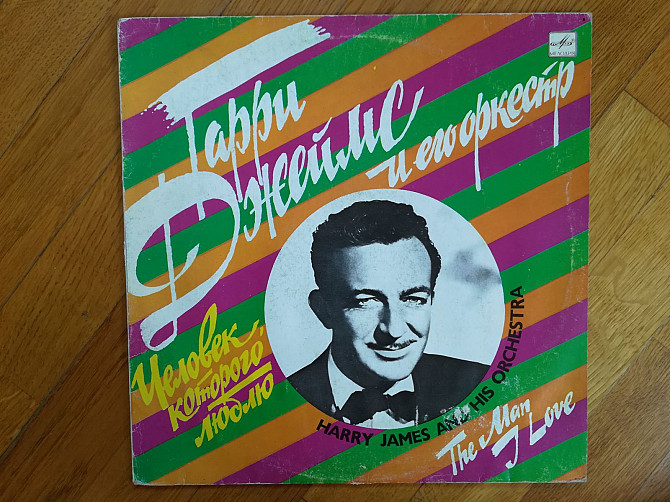 Гарри
Джеймс
и его оркестр
Человек,
которого
люблю
HARRY JAMES AND HIS ORCHESTRA
The Man
I Love